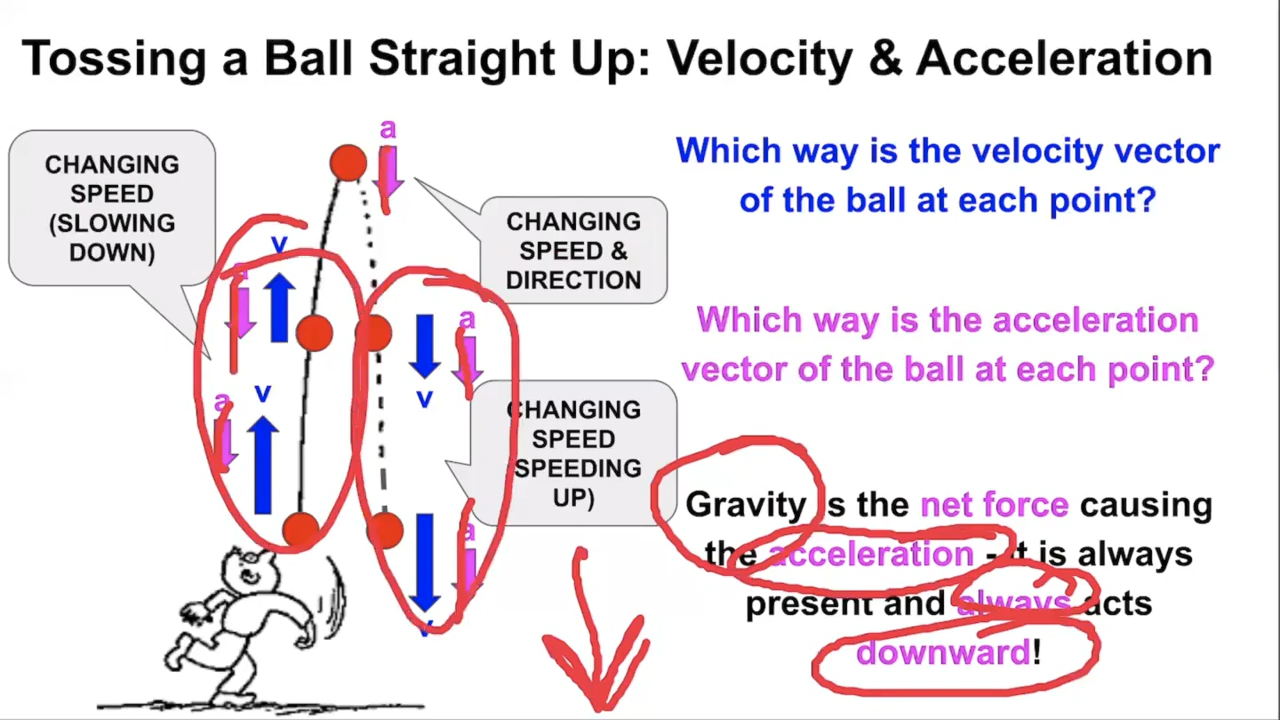 Tossing a Ball Straight Up: Velocity & Acceleration
CHANGING
SPEED
(SLOWING
DOWN)
a
CHANGING
SPEED &
DIRECTION
v
a
a
v
v
a
CHANGING
SPEED
(SPEEDING
UP)
a
v
Which way is the velocity vector
of the ball at each point?
Which way is the acceleration
vector of the ball at each point?
Gravity is the net force causing
the acceleration - it is always
present and always acts
downward!